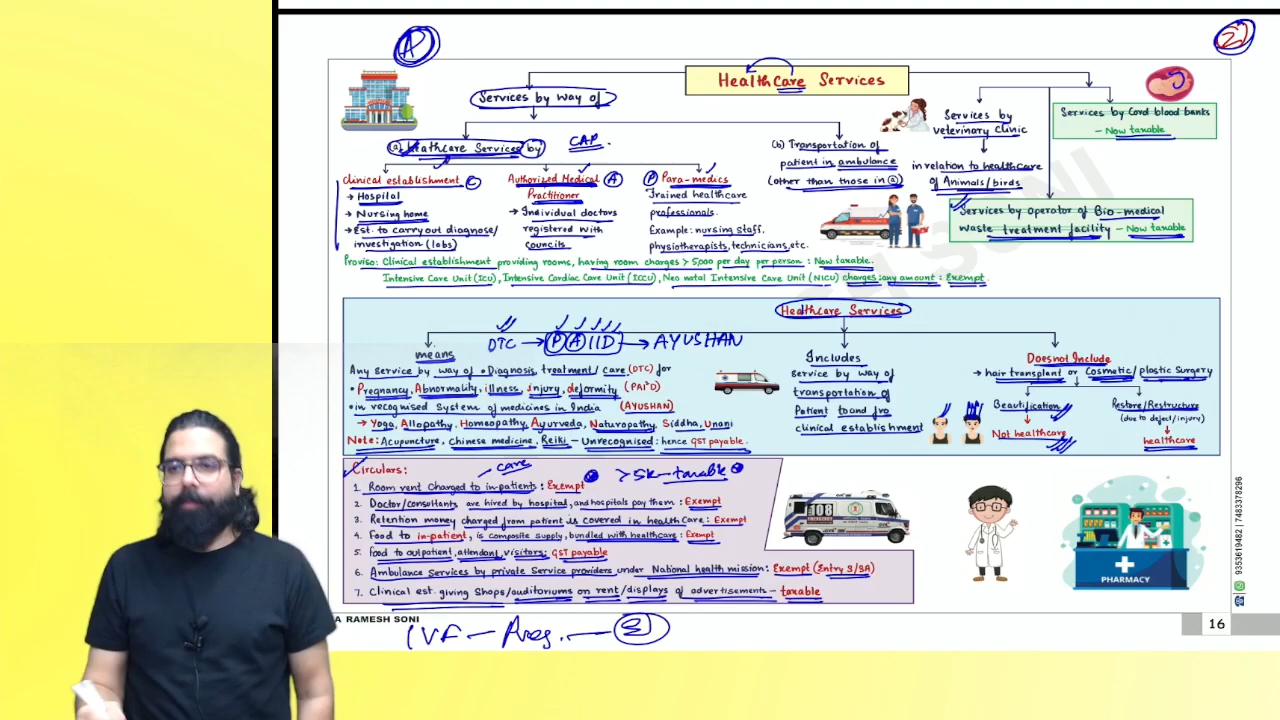 A
27
Healthcare Services
Services by way of
(a) Healthcare Services by
CAP.
Clinical establishment C
→ Hospital
→ Nursing home
→ Est. to carryout diagnose/
investigation (labs)
Authorized Medical A
Practitioner
→ Individual doctors
registered with
councils
P Para-medics
Trained healthcare
professionals.
Example: nursing staff,
physiotherapists, technicians, etc.
(b) Transportation of
patient in ambulance
(other than those in a)
Services by
veterinary clinic
in relation to healthcare
of Animals/birds
Services by Cord blood banks
- Now taxable
Services by operator of Bio-medical
waste treatment facility - Now taxable
Proviso: Clinical establishment providing rooms, having room charges > 5,000 per day per person : Now taxable.
Intensive Care Unit (ICU), Intensive Cardiac Care Unit (ICCU), Neo natal Intensive Care Unit (NICU) charges: any amount : Exempt.
Healthcare Services
DTC → P A I I D → AYUSHAN
means
Any service by way of • Diagnosis, treatment/ care (DTC) for
• Pregnancy, Abnormality, illness, injury, deformity (PAI²D)
• in recognised System of medicines in India (AYUSHAN)
→ Yoga, Allopathy, Homeopathy, Ayurveda, Naturopathy, Siddha, Unani
Note: Acupuncture, Chinese medicine, Reiki - Unrecognised: hence GST payable.
Includes
Service by way of
transportation of
Patient to and fro
clinical establishment
Doesnot Include
→ hair transplant or Cosmetic/plastic Surgery
Beautification
↓
Not healthcare
Restore/Restructure
(due to defect/injury)
↓
healthcare
Circulars:
care
> 5k - taxable
1. Room rent Charged to in-patients : Exempt
2. Doctor/Consultants are hired by hospital, and hospitals pay them : Exempt
3. Retention money charged from patient is covered in health Care : Exempt
4. Food to in-patient, is composite supply, bundled with healthcare : Exempt
5. Food to outpatient, attendant, visitors: GST payable
6. Ambulance Services by private Service providers under National health mission : Exempt (Entry 3/3A)
7. Clinical est. giving Shops/auditoriums on rent/displays of advertisements - taxable
108
PHARMACY
9353619482 | 7483378296
A RAMESH SONI
16
IVF - Preg. - E